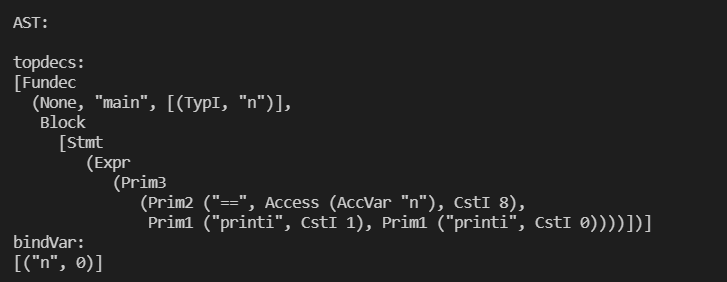 AST:
topdecs:
[Fundec
(None, "main", [(TypI, "n")],
Block
[Stmt
(Expr
(Prim3
(Prim2 ("==", Access (AccVar "n"), CstI 8),
Prim1 ("printi", CstI 1), Prim1 ("printi", CstI 0))))])]
bindVar:
[("n", 0)]